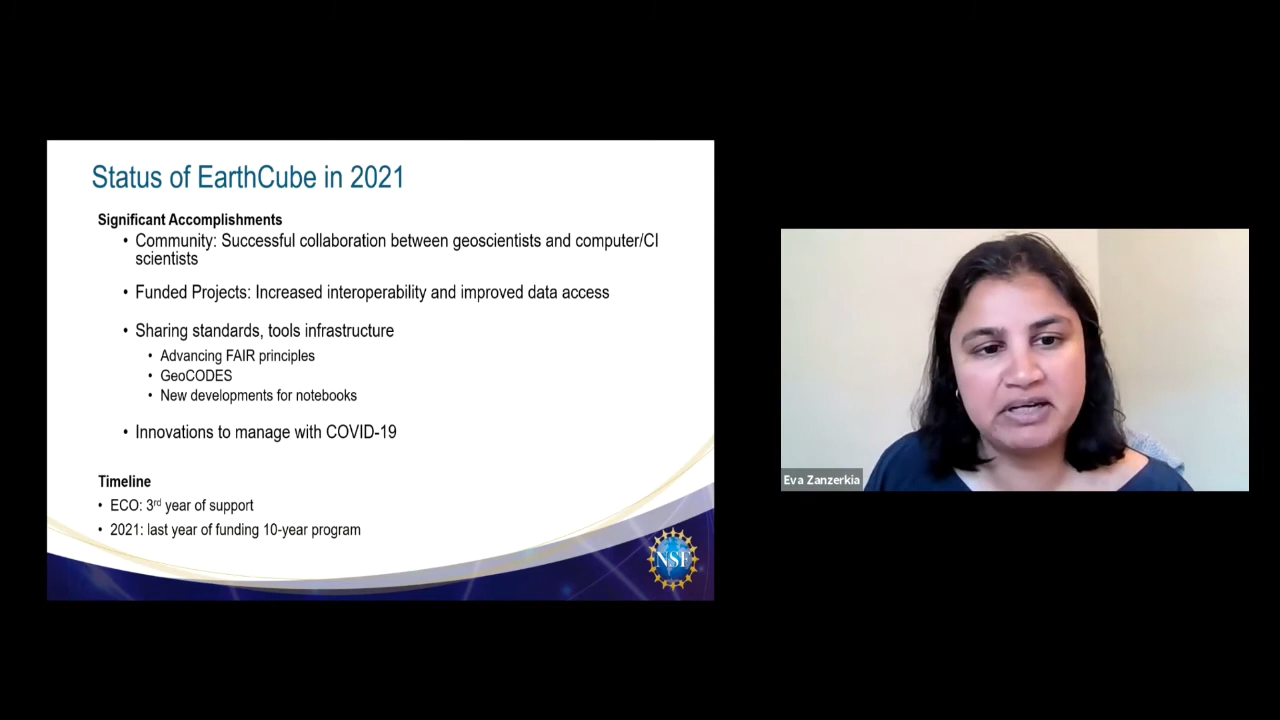 Status of EarthCube in 2021
Significant Accomplishments
• Community: Successful collaboration between geoscientists and computer/CI
scientists
• Funded Projects: Increased interoperability and improved data access
• Sharing standards, tools infrastructure
• Advancing FAIR principles
• GeoCODES
• New developments for notebooks
• Innovations to manage with COVID-19
Timeline
• ECO: 3rd year of support
• 2021: last year of funding 10-year program
NSF
Eva Zanzerkia